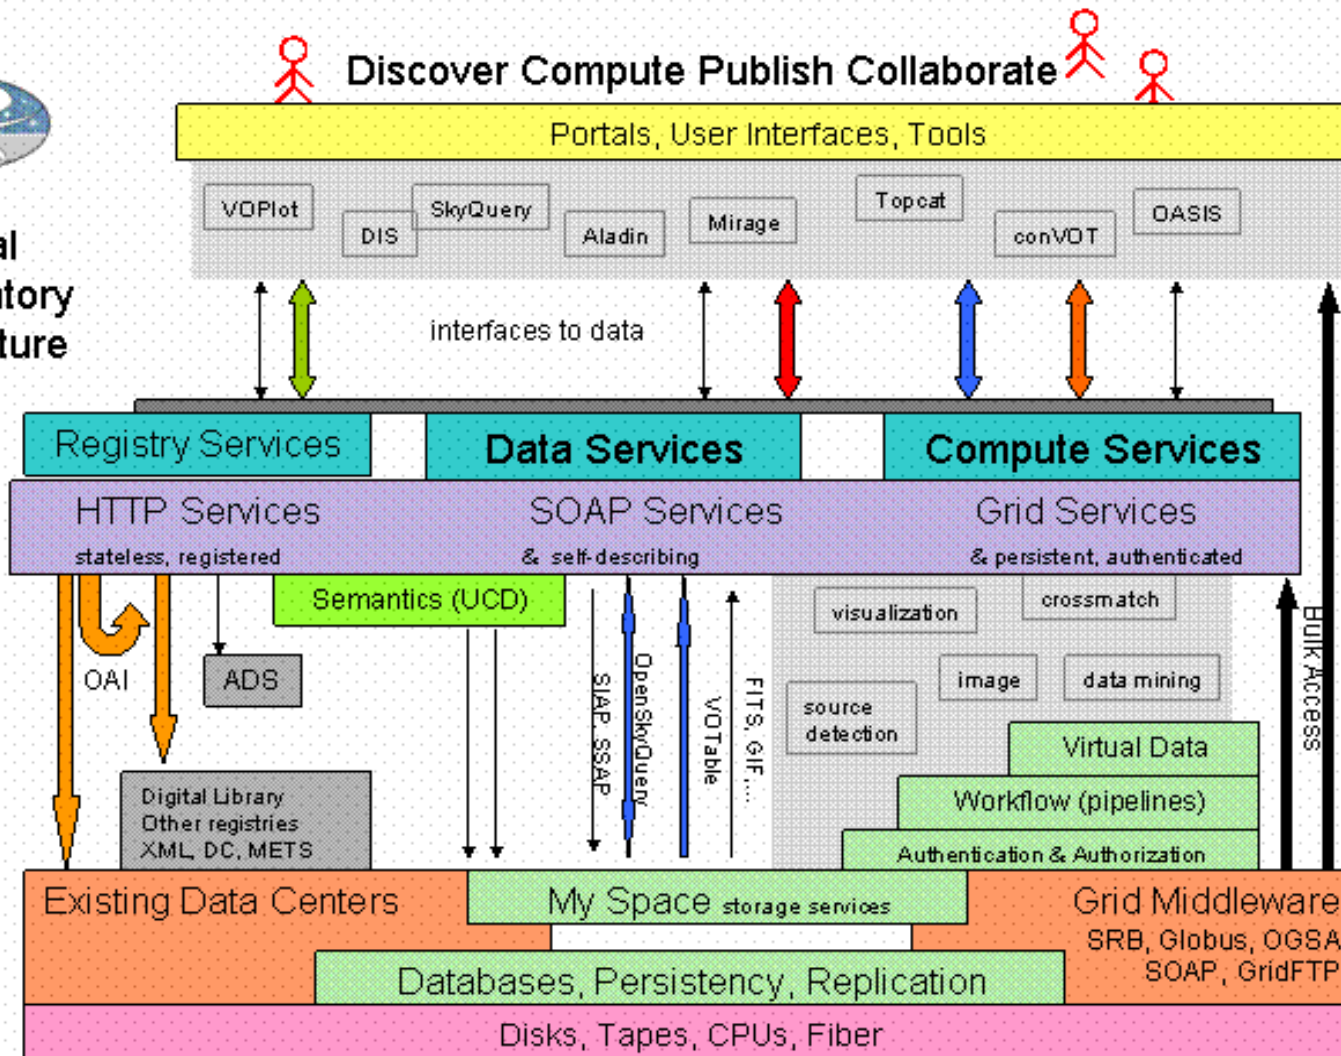 Discover Compute Publish Collaborate
Portals, User Interfaces, Tools
VOPlot
DIS
SkyQuery
Aladin
Mirage
Topcat
conVOT
OASIS
interfaces to data
Registry Services
Data Services
Compute Services
HTTP Services
stateless, registered
SOAP Services
& self-describing
Grid Services
& persistent, authenticated
Semantics (UCD)
visualization
crossmatch
image
data mining
source
detection
OAI
ADS
SIAP, SSAP
OpenSkyQuery
VOTable
FITS, GIF,....
Bulk Access
Virtual Data
Workflow (pipelines)
Authentication & Authorization
Digital Library
Other registries
XML, DC, METS
Existing Data Centers
My Space storage services
Grid Middleware
SRB, Globus, OGSA
SOAP, GridFTP
Databases, Persistency, Replication
Disks, Tapes, CPUs, Fiber